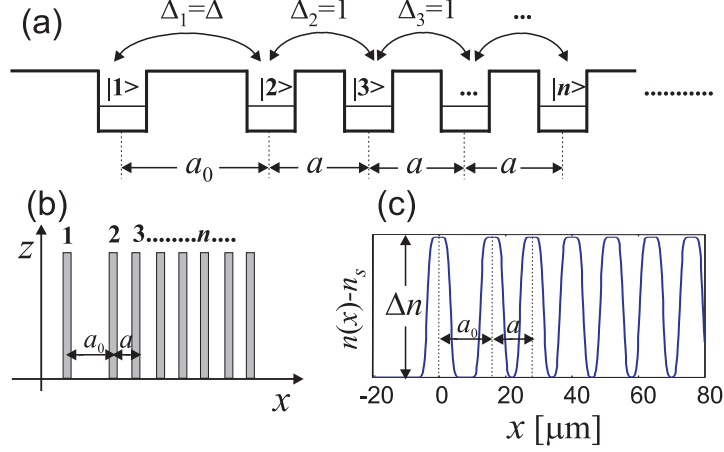 (a)
Δ₁=Δ Δ₂=1 Δ₃=1 ...
|1> |2> |3> ... |n> ...........
a₀ a a a
(b)
z
1 2 3........n....
a₀ a
x
(c)
n(x)-nₛ
Δn
a₀ a
-20 0 20 40 60 80
x [μm]